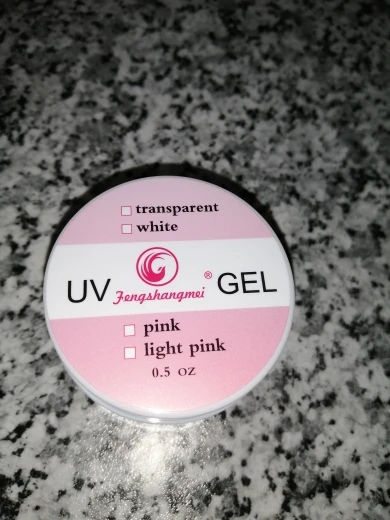 transparent
white
UV Fengshangmei® GEL
pink
light pink
0.5 OZ